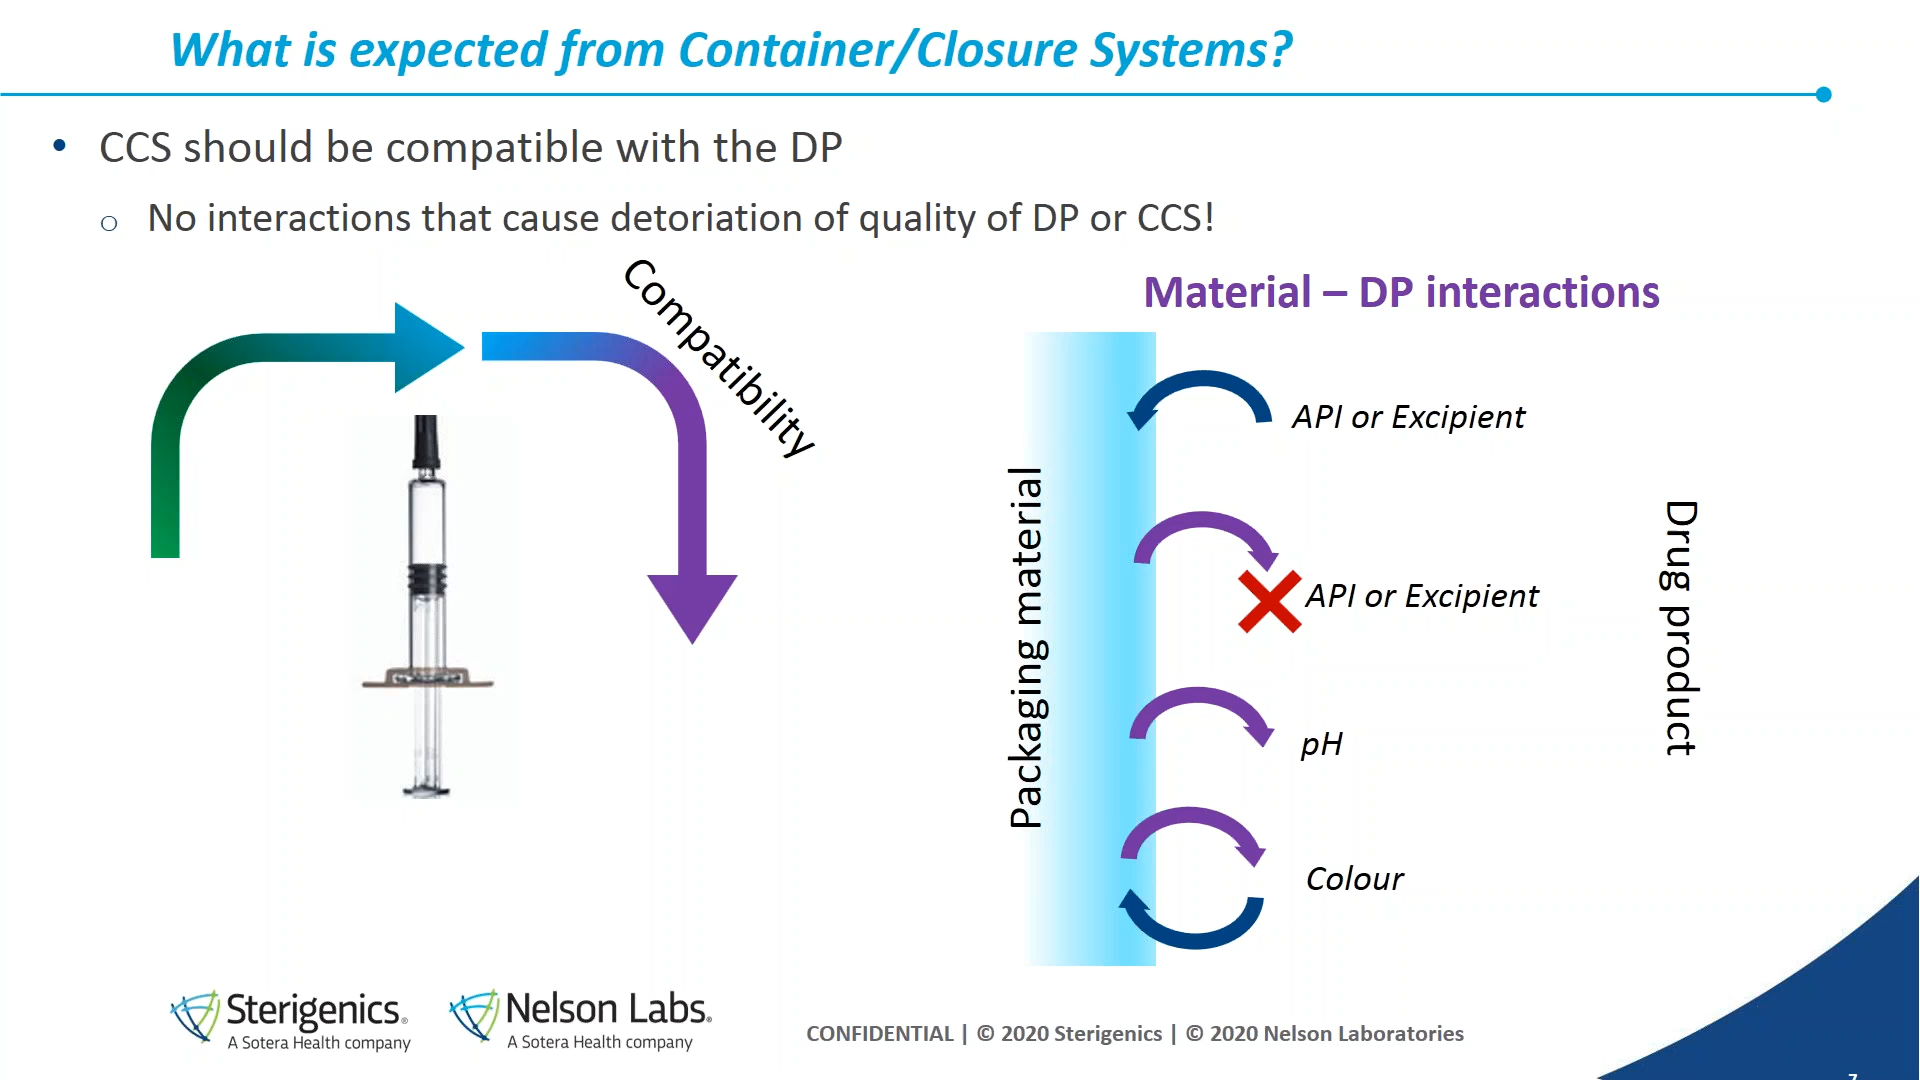 What is expected from Container/Closure Systems?
• CCS should be compatible with the DP
o No interactions that cause detoriation of quality of DP or CCS!
Compatibility
Material – DP interactions
Packaging material
API or Excipient
API or Excipient
pH
Colour
Drug product
Sterigenics®
A Sotera Health company
Nelson Labs®
A Sotera Health company
CONFIDENTIAL | © 2020 Sterigenics | © 2020 Nelson Laboratories
7